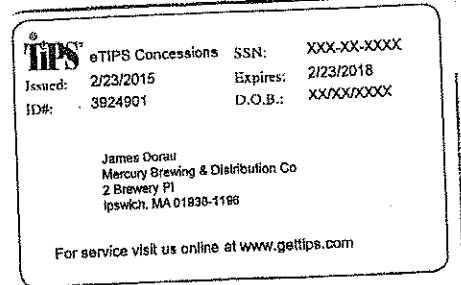 TIPS eTIPS Concessions SSN: XXX-XX-XXXX
Issued: 2/23/2015 Expires: 2/23/2018
ID#: 3924901 D.O.B.: XX/XX/XXXX
James Dorau
Mercury Brewing & Distribution Co
2 Brewery Pl
Ipswich, MA 01938-1196
For service visit us online at www.gettips.com